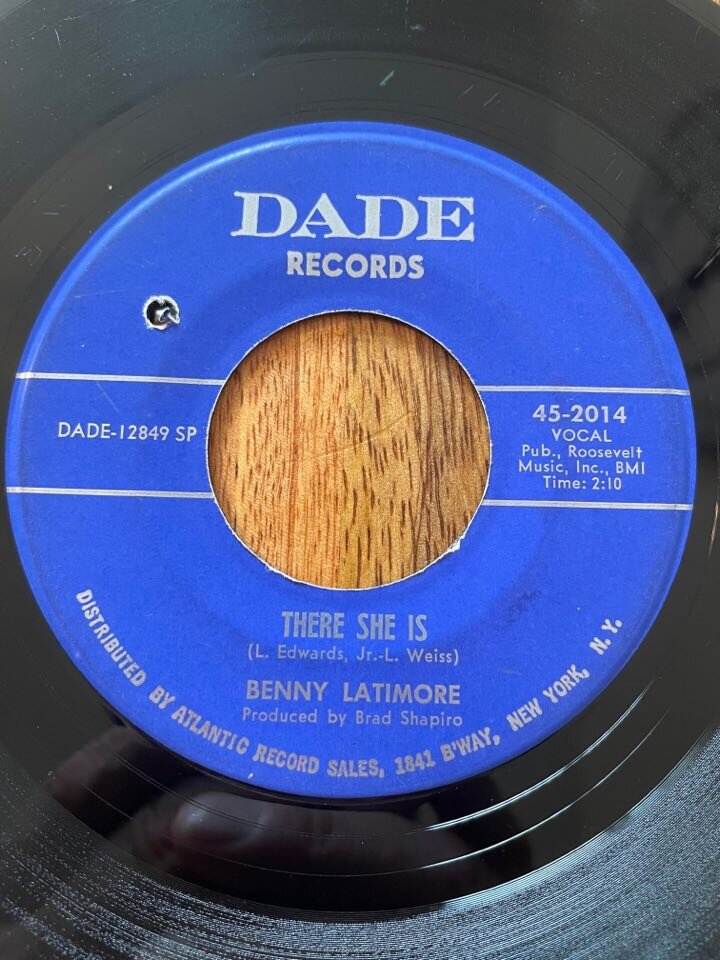 DADE
RECORDS
DADE-12849 SP
45-2014
VOCAL
Pub., Roosevelt
Music, Inc., BMI
Time: 2:10
THERE SHE IS
(L. Edwards, Jr.-L. Weiss)
BENNY LATIMORE
Produced by Brad Shapiro
DISTRIBUTED BY ATLANTIC RECORD SALES, 1841 B'WAY, NEW YORK, N. Y.